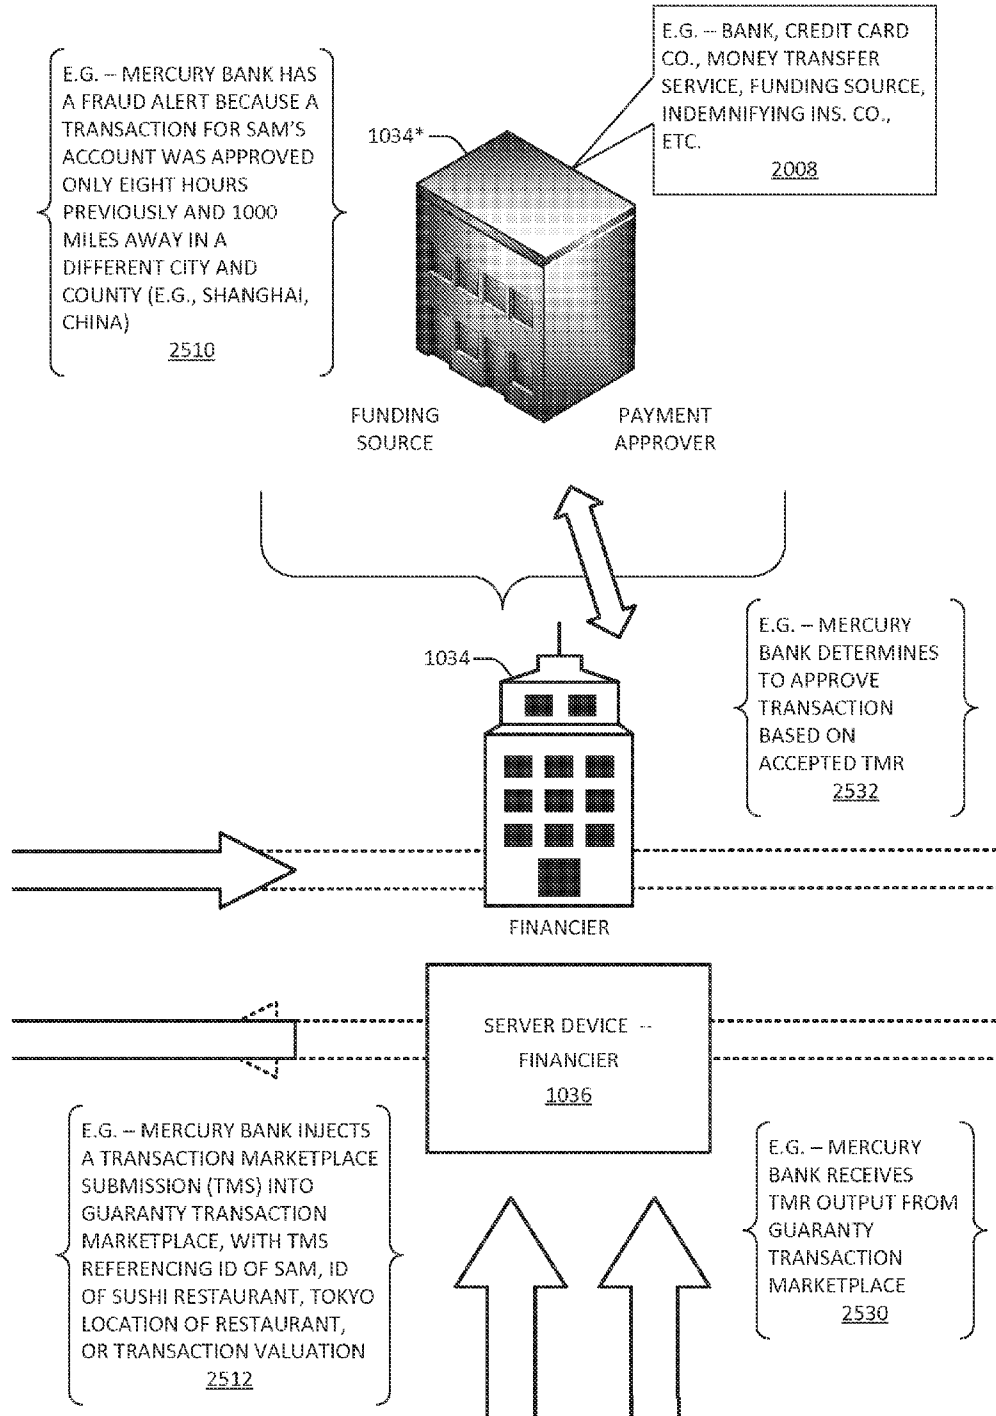 E.G. – BANK, CREDIT CARD
CO., MONEY TRANSFER
SERVICE, FUNDING SOURCE,
INDEMNIFYING INS. CO.,
ETC.
2008
E.G. – MERCURY BANK HAS
A FRAUD ALERT BECAUSE A
TRANSACTION FOR SAM'S
ACCOUNT WAS APPROVED
ONLY EIGHT HOURS
PREVIOUSLY AND 1000
MILES AWAY IN A
DIFFERENT CITY AND
COUNTY (E.G., SHANGHAI,
CHINA)
2510
1034*
FUNDING
SOURCE
PAYMENT
APPROVER
1034
E.G. – MERCURY
BANK DETERMINES
TO APPROVE
TRANSACTION
BASED ON
ACCEPTED TMR
2532
FINANCIER
SERVER DEVICE --
FINANCIER
1036
E.G. – MERCURY BANK INJECTS
A TRANSACTION MARKETPLACE
SUBMISSION (TMS) INTO
GUARANTY TRANSACTION
MARKETPLACE, WITH TMS
REFERENCING ID OF SAM, ID
OF SUSHI RESTAURANT, TOKYO
LOCATION OF RESTAURANT,
OR TRANSACTION VALUATION
2512
E.G. – MERCURY
BANK RECEIVES
TMR OUTPUT FROM
GUARANTY
TRANSACTION
MARKETPLACE
2530